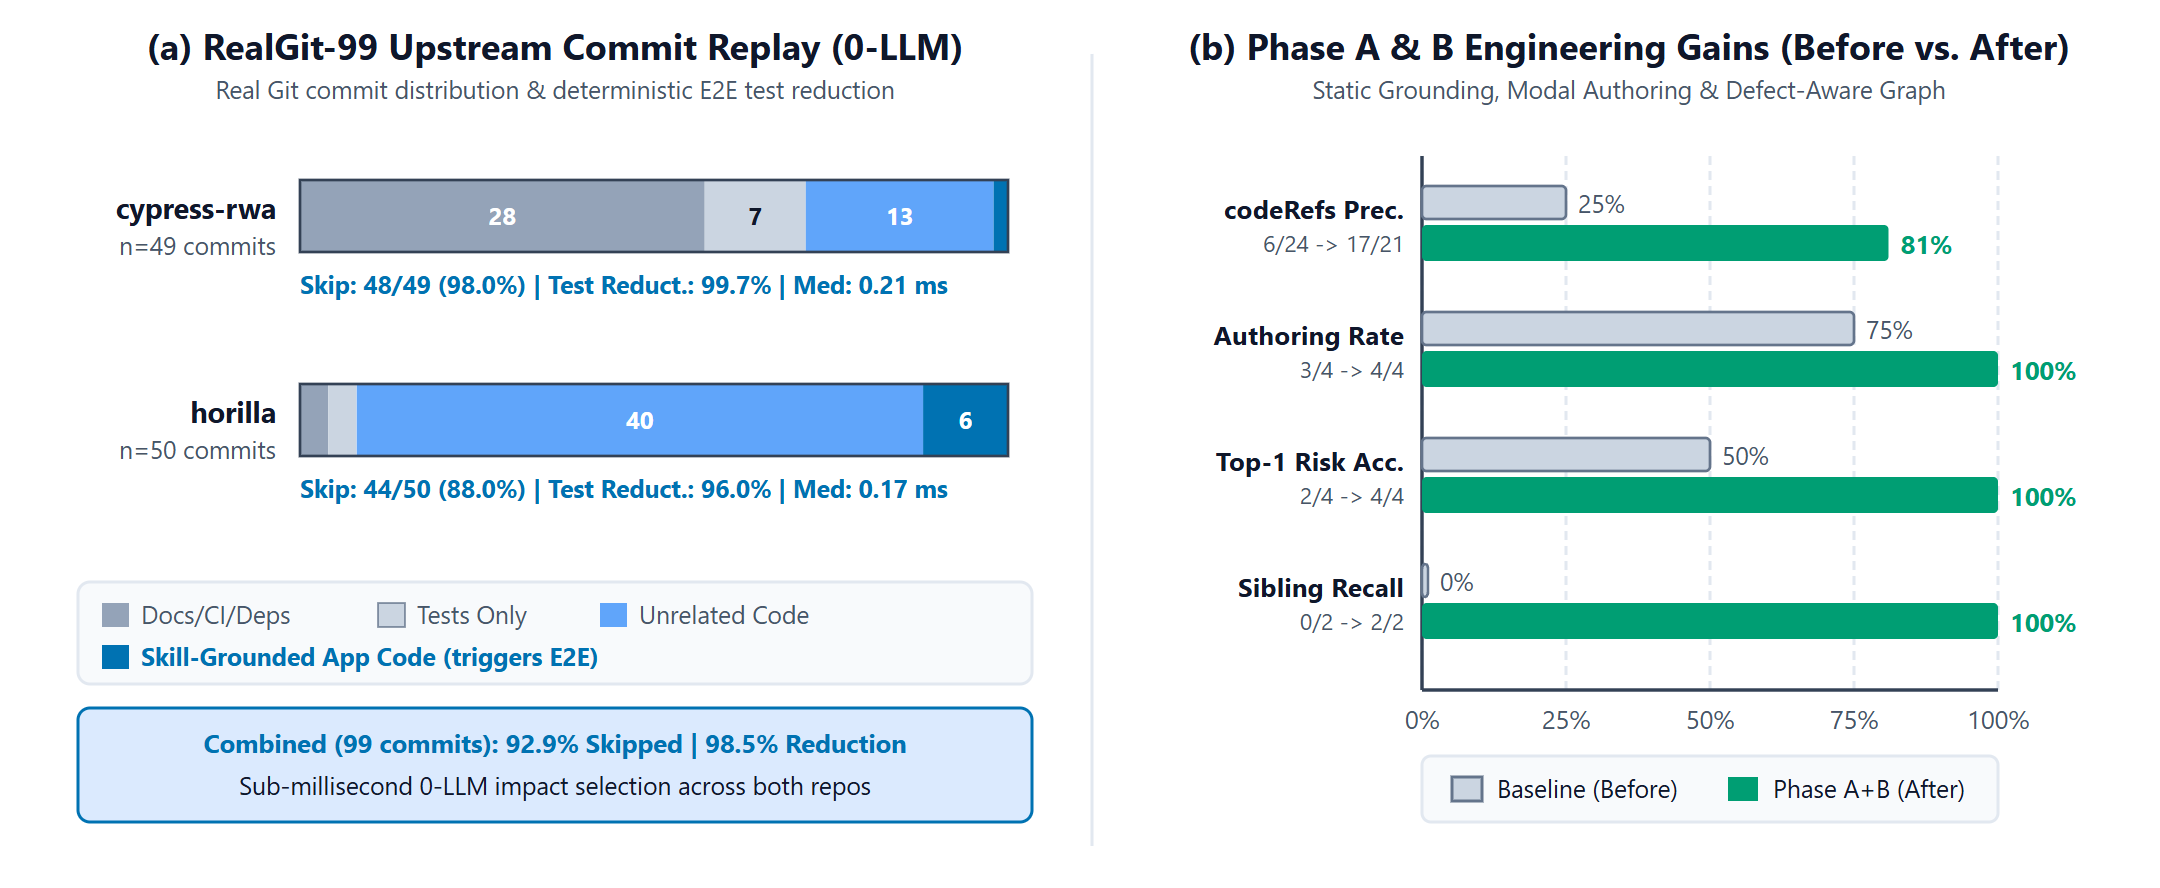 (a) RealGit-99 Upstream Commit Replay (0-LLM)
Real Git commit distribution & deterministic E2E test reduction
cypress-rwa
n=49 commits
28
7
13
Skip: 48/49 (98.0%) | Test Reduct.: 99.7% | Med: 0.21 ms
horilla
n=50 commits
40
6
Skip: 44/50 (88.0%) | Test Reduct.: 96.0% | Med: 0.17 ms
Docs/CI/Deps
Tests Only
Unrelated Code
Skill-Grounded App Code (triggers E2E)
Combined (99 commits): 92.9% Skipped | 98.5% Reduction
Sub-millisecond 0-LLM impact selection across both repos
(b) Phase A & B Engineering Gains (Before vs. After)
Static Grounding, Modal Authoring & Defect-Aware Graph
codeRefs Prec.
6/24 -> 17/21
25%
81%
Authoring Rate
3/4 -> 4/4
75%
100%
Top-1 Risk Acc.
2/4 -> 4/4
50%
100%
Sibling Recall
0/2 -> 2/2
0%
100%
0%
25%
50%
75%
100%
Baseline (Before)
Phase A+B (After)